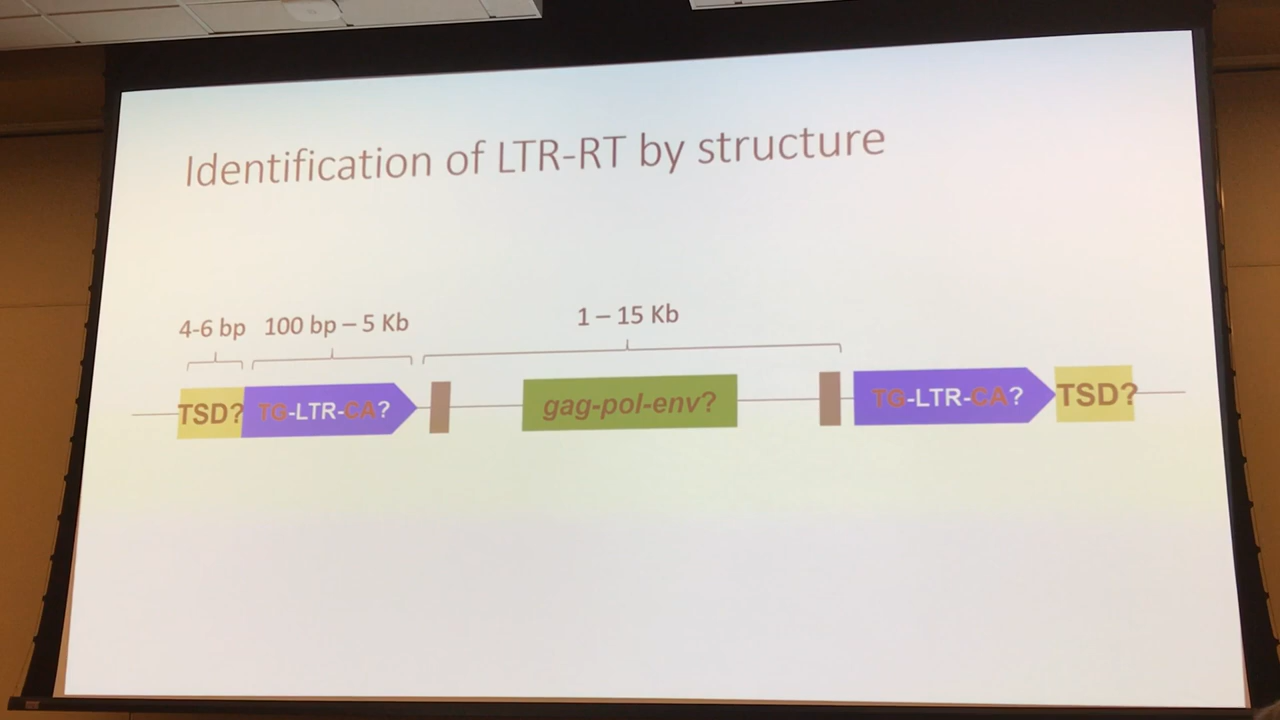 Identification of LTR-RT by structure
4-6 bp 100 bp – 5 Kb 1 – 15 Kb
TSD? TG-LTR-CA? gag-pol-env? TG-LTR-CA? TSD?